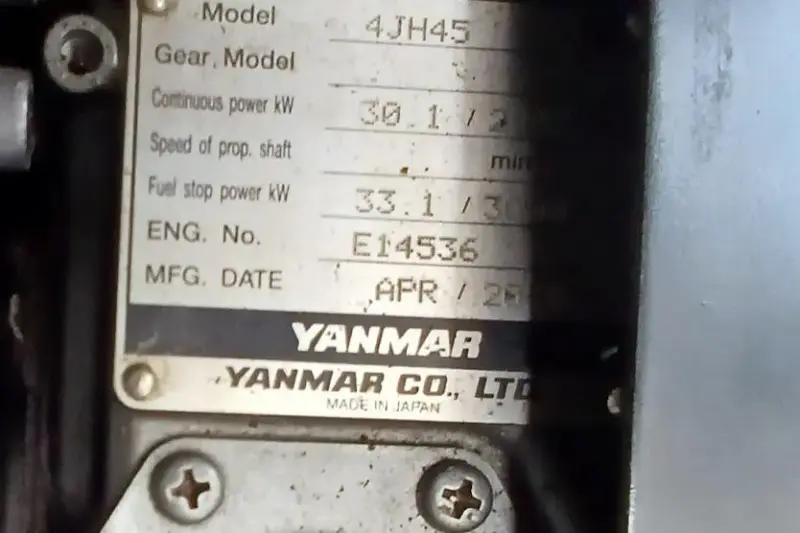 Model 4JH45
Gear. Model
Continuous power kW 30.1 /
Speed of prop. shaft
Fuel stop power kW 33.1 /
ENG. No. E14536
MFG. DATE APR /
YANMAR
YANMAR CO., LTD
MADE IN JAPAN